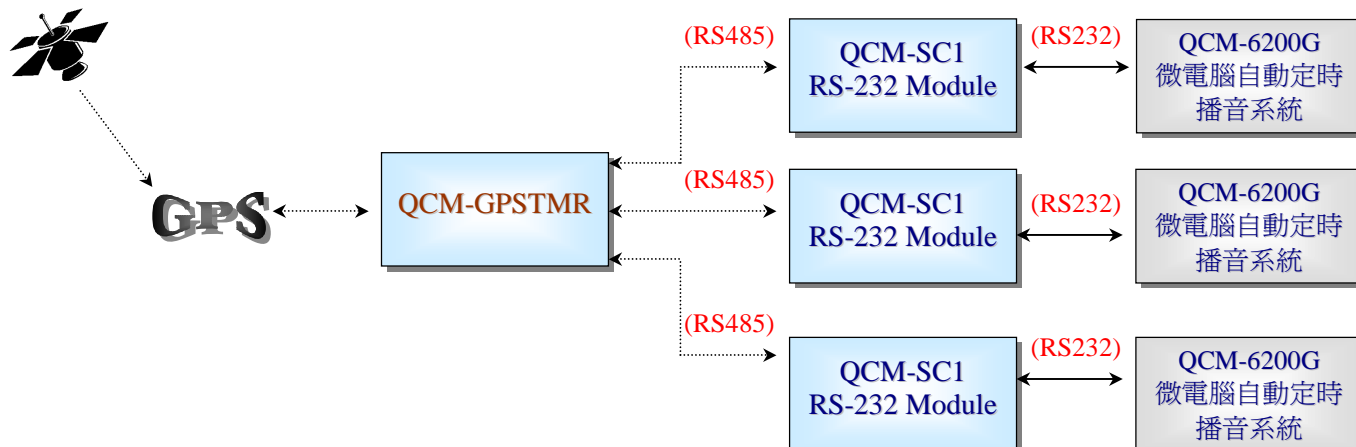 (RS485)
QCM-SC1
RS-232 Module
(RS232)
QCM-6200G
微電腦自動定時
播音系統
GPS
QCM-GPSTMR
(RS485)
QCM-SC1
RS-232 Module
(RS232)
QCM-6200G
微電腦自動定時
播音系統
(RS485)
QCM-SC1
RS-232 Module
(RS232)
QCM-6200G
微電腦自動定時
播音系統